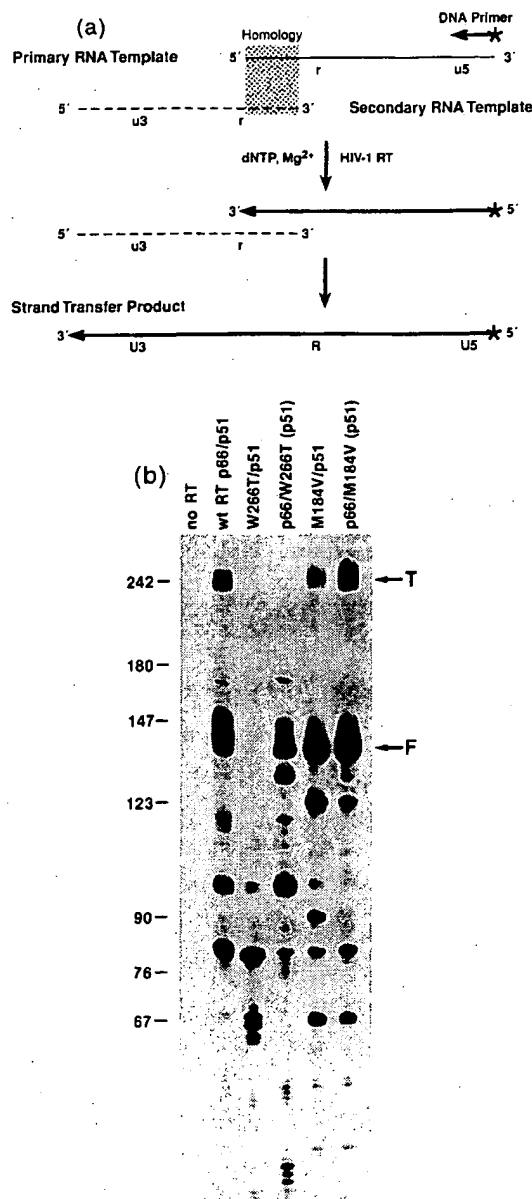 (a)
Homology
DNA Primer
Primary RNA Template
5´
3´
r
u5
5´
3´
Secondary RNA Template
u3
r
dNTP, Mg²⁺
HIV-1 RT
3´
5´
5´
3´
u3
r
Strand Transfer Product
3´
5´
U3
R
U5
(b)
no RT
wt RT p66/p51
W266T/p51
p66/W266T (p51)
M184V/p51
p66/M184V (p51)
242
T
180
147
F
123
90
76
67